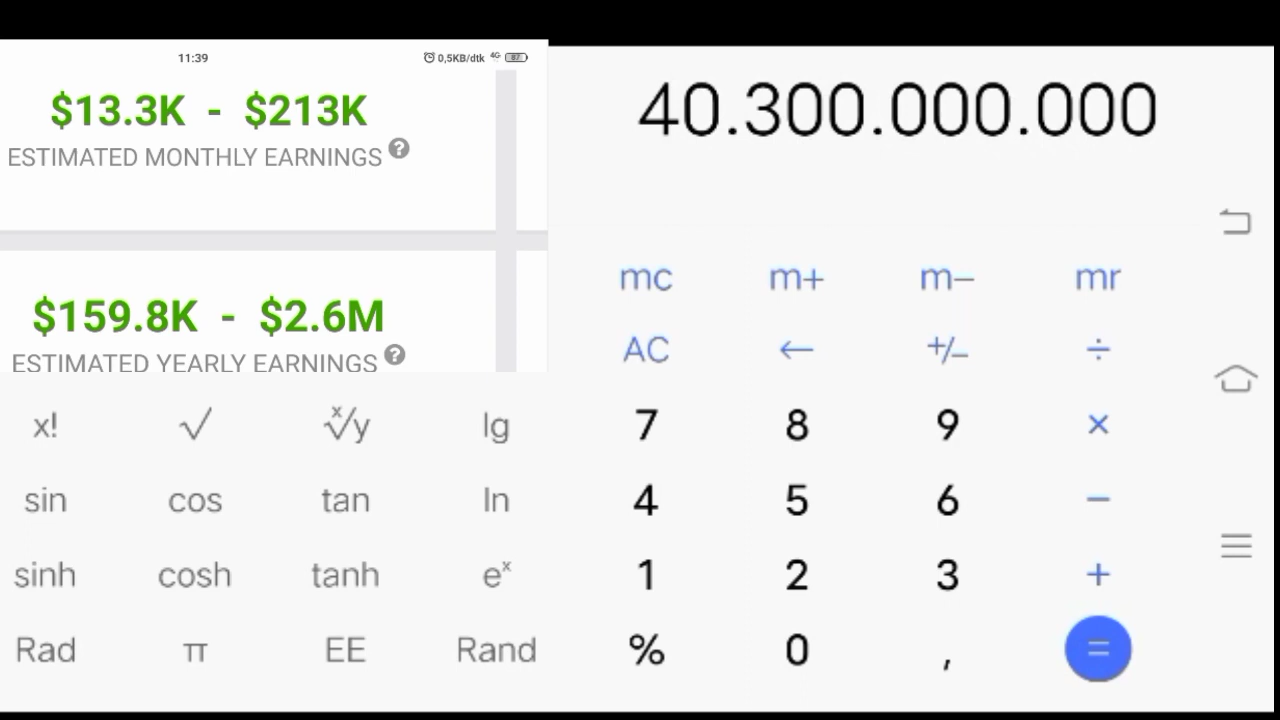 11:39
0,5KB/dtk 4G 87
$13.3K - $213K
ESTIMATED MONTHLY EARNINGS ?
$159.8K - $2.6M
ESTIMATED YEARLY EARNINGS ?
40.300.000.000
mc m+ m− mr
AC ← +/− ÷
x! √ ˣ√y lg 7 8 9 ×
sin cos tan ln 4 5 6 −
sinh cosh tanh eˣ 1 2 3 +
Rad π EE Rand % 0 , =